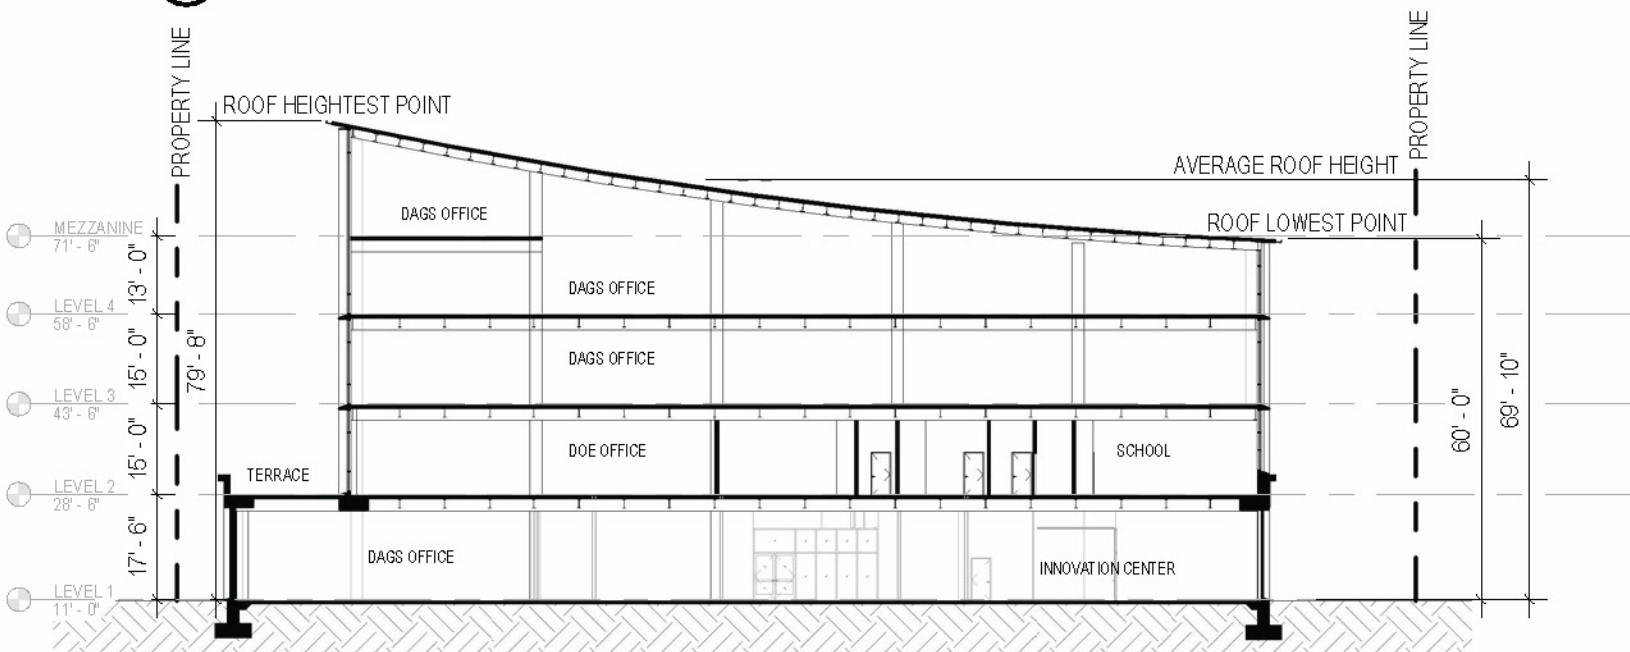 PROPERTY LINE
PROPERTY LINE
ROOF HEIGHTEST POINT
AVERAGE ROOF HEIGHT
ROOF LOWEST POINT
DAGS OFFICE
MEZZANINE
71' - 6"
13' - 0"
DAGS OFFICE
LEVEL 4
58' - 6"
15' - 0"
79' - 8"
DAGS OFFICE
69' - 10"
LEVEL 3
43' - 6"
60' - 0"
15' - 0"
DOE OFFICE
SCHOOL
TERRACE
LEVEL 2
28' - 6"
17' - 6"
DAGS OFFICE
INNOVATION CENTER
LEVEL 1
11' - 0"